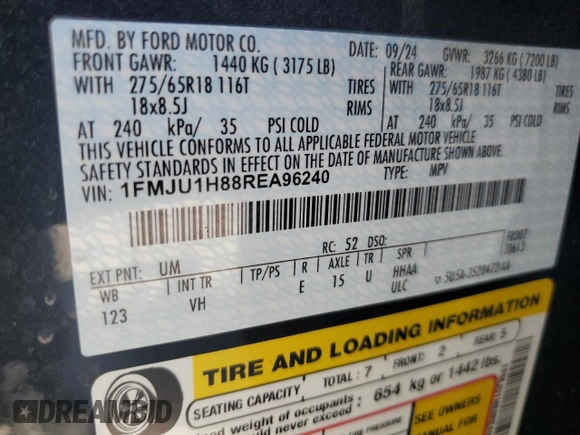 MFD. BY FORD MOTOR CO.
09/24 GVWR: 3266 KG (7200 LB)
FRONT GAWR: 1440 KG (3175 LB)
REAR GAWR: 1987 KG (4380 LB)
WITH 275/65R18 116T TIRES WITH 275/65R18 116T TIRES
18x8.5J RIMS 18x8.5J RIMS
AT 240 kPa/ 35 PSI COLD AT 240 kPa/ 35 PSI COLD
THIS VEHICLE CONFORMS TO ALL APPLICABLE FEDERAL MOTOR VEHICLE
SAFETY STANDARDS IN EFFECT ON THE DATE OF MANUFACTURE SHOWN ABOVE.
VIN: 1FMJU1H88REA96240 TYPE: MPV
EXT PNT: UM RC: 52 DSO:
WB INT TR TP/PS R AXLE TR SPR
123 VH E 15 U HHAA
ULC
TIRE AND LOADING INFORMATION
SEATING CAPACITY TOTAL: 7 FRONT: 2 REAR: 5
weight of occupants
never exceed: 654 kg or 1442 lbs.
SEE OWNERS
MANUAL FOR
DREAMBID